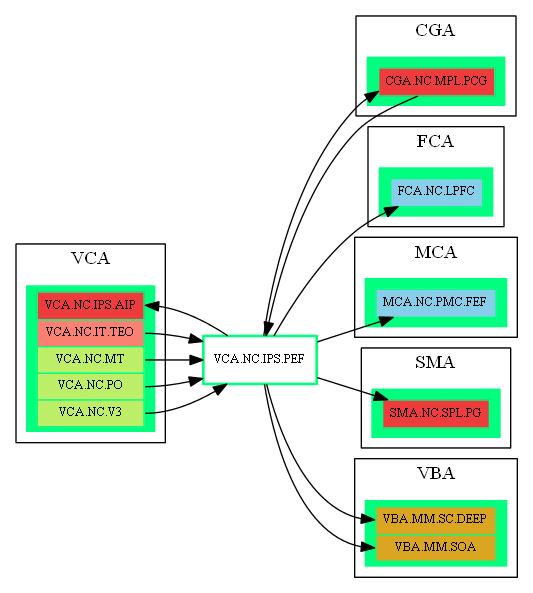 VCA
VCA.NC.IPS.AIP
VCA.NC.IT.TEO
VCA.NC.MT
VCA.NC.PO
VCA.NC.V3
VCA.NC.IPS.PEF
CGA
CGA.NC.MPL.PCG
FCA
FCA.NC.LPFC
MCA
MCA.NC.PMC.FEF
SMA
SMA.NC.SPL.PG
VBA
VBA.MM.SC.DEEP
VBA.MM.SOA